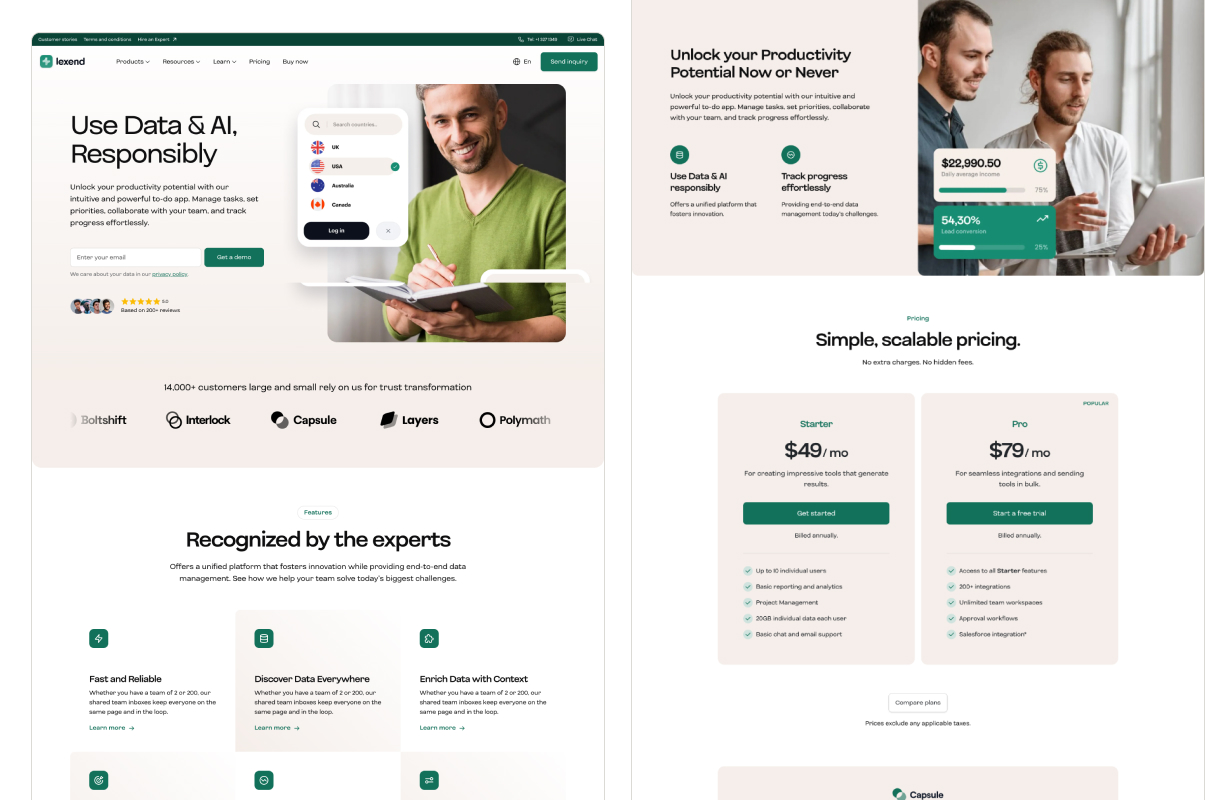 Customer stories Terms and conditions Hire an Expert
Tel: +1 527 1349 Live Chat
lexend
Products Resources Learn Pricing Buy now
En
Send inquiry
Use Data & AI,
Responsibly
Unlock your productivity potential with our
intuitive and powerful to-do app. Manage tasks, set
priorities, collaborate with your team, and track
progress effortlessly.
Enter your email
Get a demo
We care about your data in our privacy policy.
5.0
Based on 200+ reviews
Search countries...
UK
USA
Australia
Canada
Log in
14,000+ customers large and small rely on us for trust transformation
Boltshift
Interlock
Capsule
Layers
Polymath
Features
Recognized by the experts
Offers a unified platform that fosters innovation while providing end-to-end data
management. See how we help your team solve today's biggest challenges.
Fast and Reliable
Whether you have a team of 2 or 200, our
shared team inboxes keep everyone on the
same page and in the loop.
Learn more
Discover Data Everywhere
Whether you have a team of 2 or 200, our
shared team inboxes keep everyone on the
same page and in the loop.
Learn more
Enrich Data with Context
Whether you have a team of 2 or 200, our
shared team inboxes keep everyone on the
same page and in the loop.
Learn more
Unlock your Productivity
Potential Now or Never
Unlock your productivity potential with our intuitive and
powerful to-do app. Manage tasks, set priorities, collaborate
with your team, and track progress effortlessly.
Use Data & AI
responsibly
Offers a unified platform that
fosters innovation.
Track progress
effortlessly
Providing end-to-end data
management today's challenges.
$22,990.50
Daily average income
75%
54,30%
Lead conversion
25%
Pricing
Simple, scalable pricing.
No extra charges. No hidden fees.
Starter
$49/ mo
For creating impressive tools that generate
results.
Get started
Billed annually.
Up to 10 individual users
Basic reporting and analytics
Project Management
20GB individual data each user
Basic chat and email support
POPULAR
Pro
$79/ mo
For seamless integrations and sending
tools in bulk.
Start a free trial
Billed annually.
Access to all Starter features
200+ integrations
Unlimited team workspaces
Approval workflows
Salesforce integration*
Compare plans
Prices exclude any applicable taxes.
Capsule